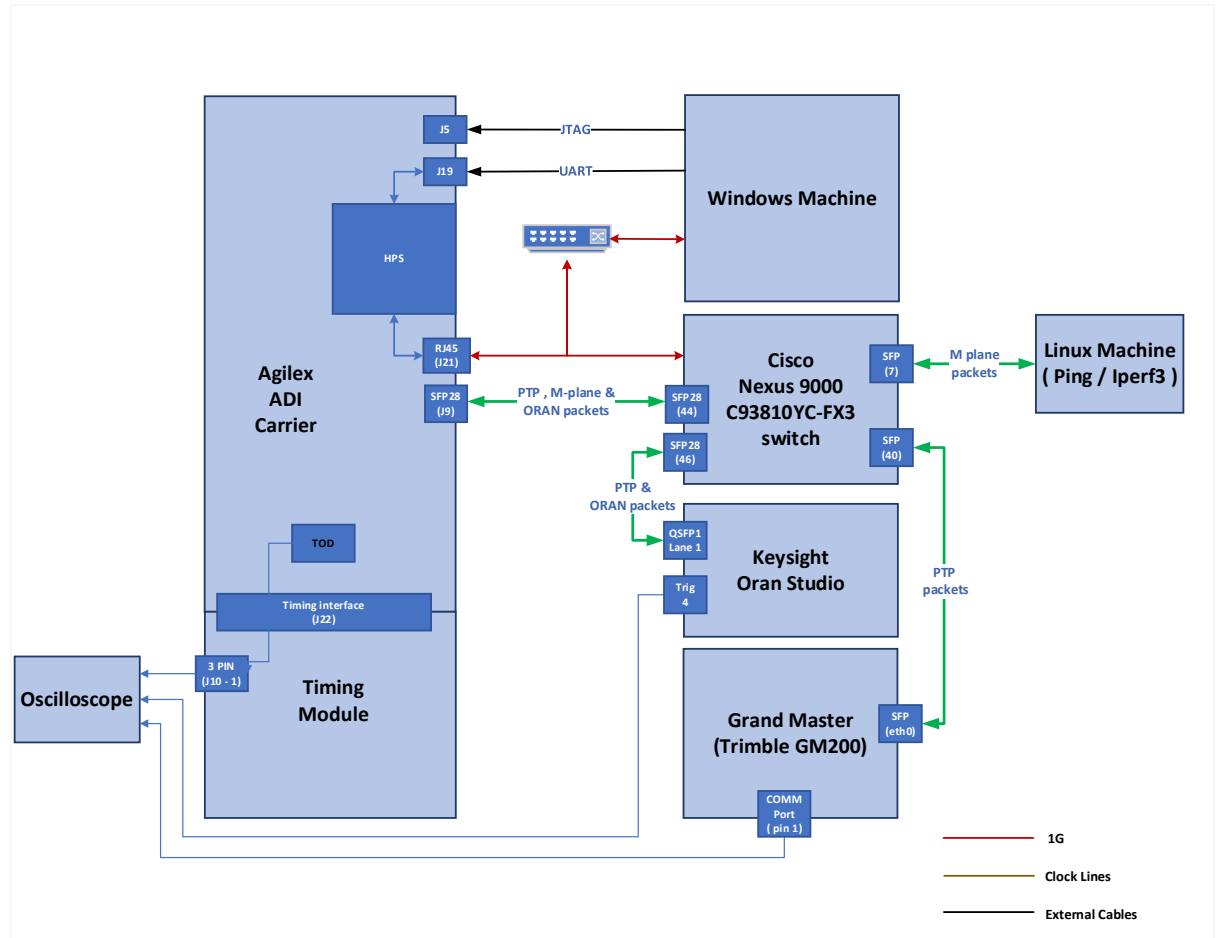 J5
JTAG
J19
UART
Windows Machine
HPS
RJ45
(J21)
Agilex
ADI
Carrier
SFP28
(J9)
PTP , M-plane &
ORAN packets
SFP28
(44)
SFP28
(46)
Cisco
Nexus 9000
C93810YC-FX3
switch
SFP
(7)
SFP
(40)
M plane
packets
Linux Machine
( Ping / Iperf3 )
PTP &
ORAN packets
QSFP1
Lane 1
Trig
4
Keysight
Oran Studio
PTP
packets
TOD
Timing interface
(J22)
3 PIN
(J10 - 1)
Oscilloscope
Timing
Module
Grand Master
(Trimble GM200)
SFP
(eth0)
COMM
Port
( pin 1)
1G
Clock Lines
External Cables